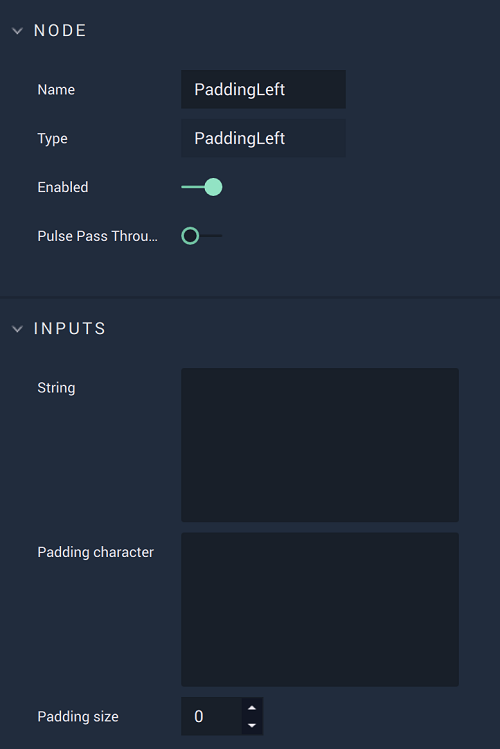 NODE
Name PaddingLeft
Type PaddingLeft
Enabled
Pulse Pass Throu...
INPUTS
String
Padding character
Padding size 0